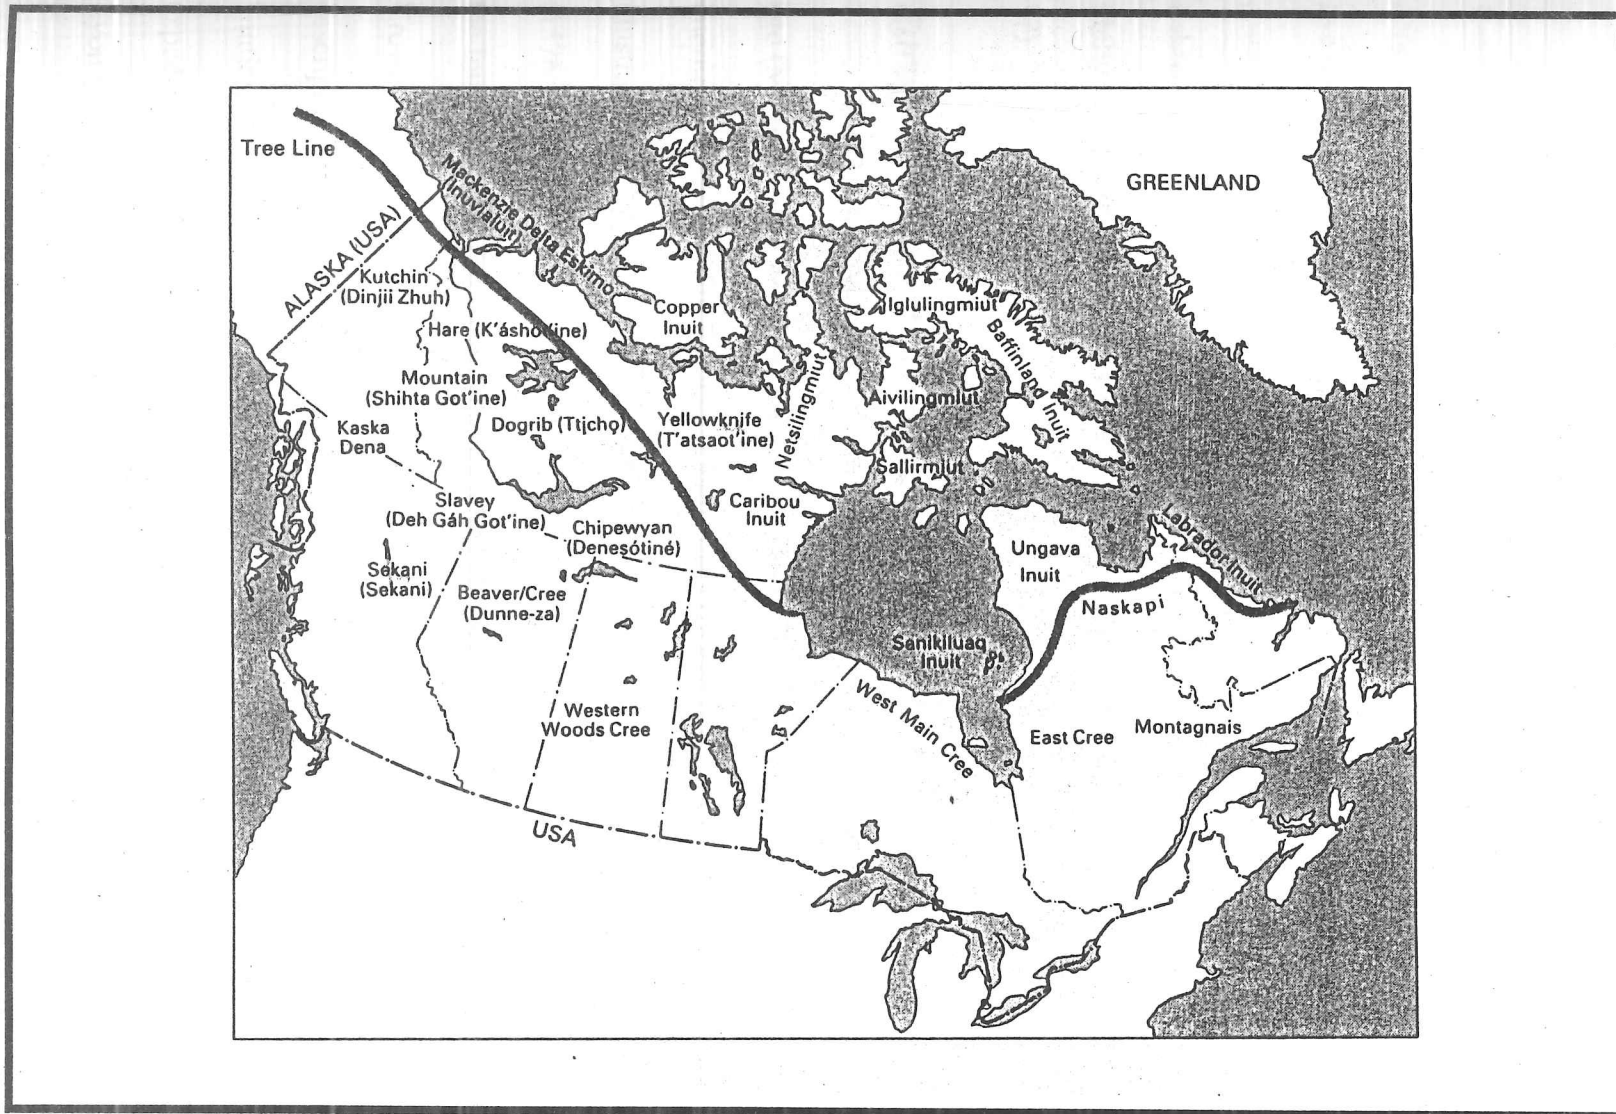 Tree Line
GREENLAND
ALASKA (USA)
Mackenzie Delta Eskimo
(Inuvialuit)
Kutchin
(Dinjii Zhuh)
Hare (K'áshot'ine)
Copper
Inuit
Iglulingmiut
Baffinland Inuit
Mountain
(Shihta Got'ine)
Netsilingmiut
Aivilingmiut
Kaska
Dena
Dogrib (Ttjchǫ)
Yellowknife
(T'atsaot'ine)
Sallirmiut
Slavey
(Deh Gáh Got'ine)
Caribou
Inuit
Chipewyan
(Denesótiné)
Ungava
Inuit
Labrador Inuit
Sekani
(Sekani)
Beaver/Cree
(Dunne-za)
Naskapi
Sanikiluaq
Inuit
Western
Woods Cree
West Main Cree
East Cree
Montagnais
USA